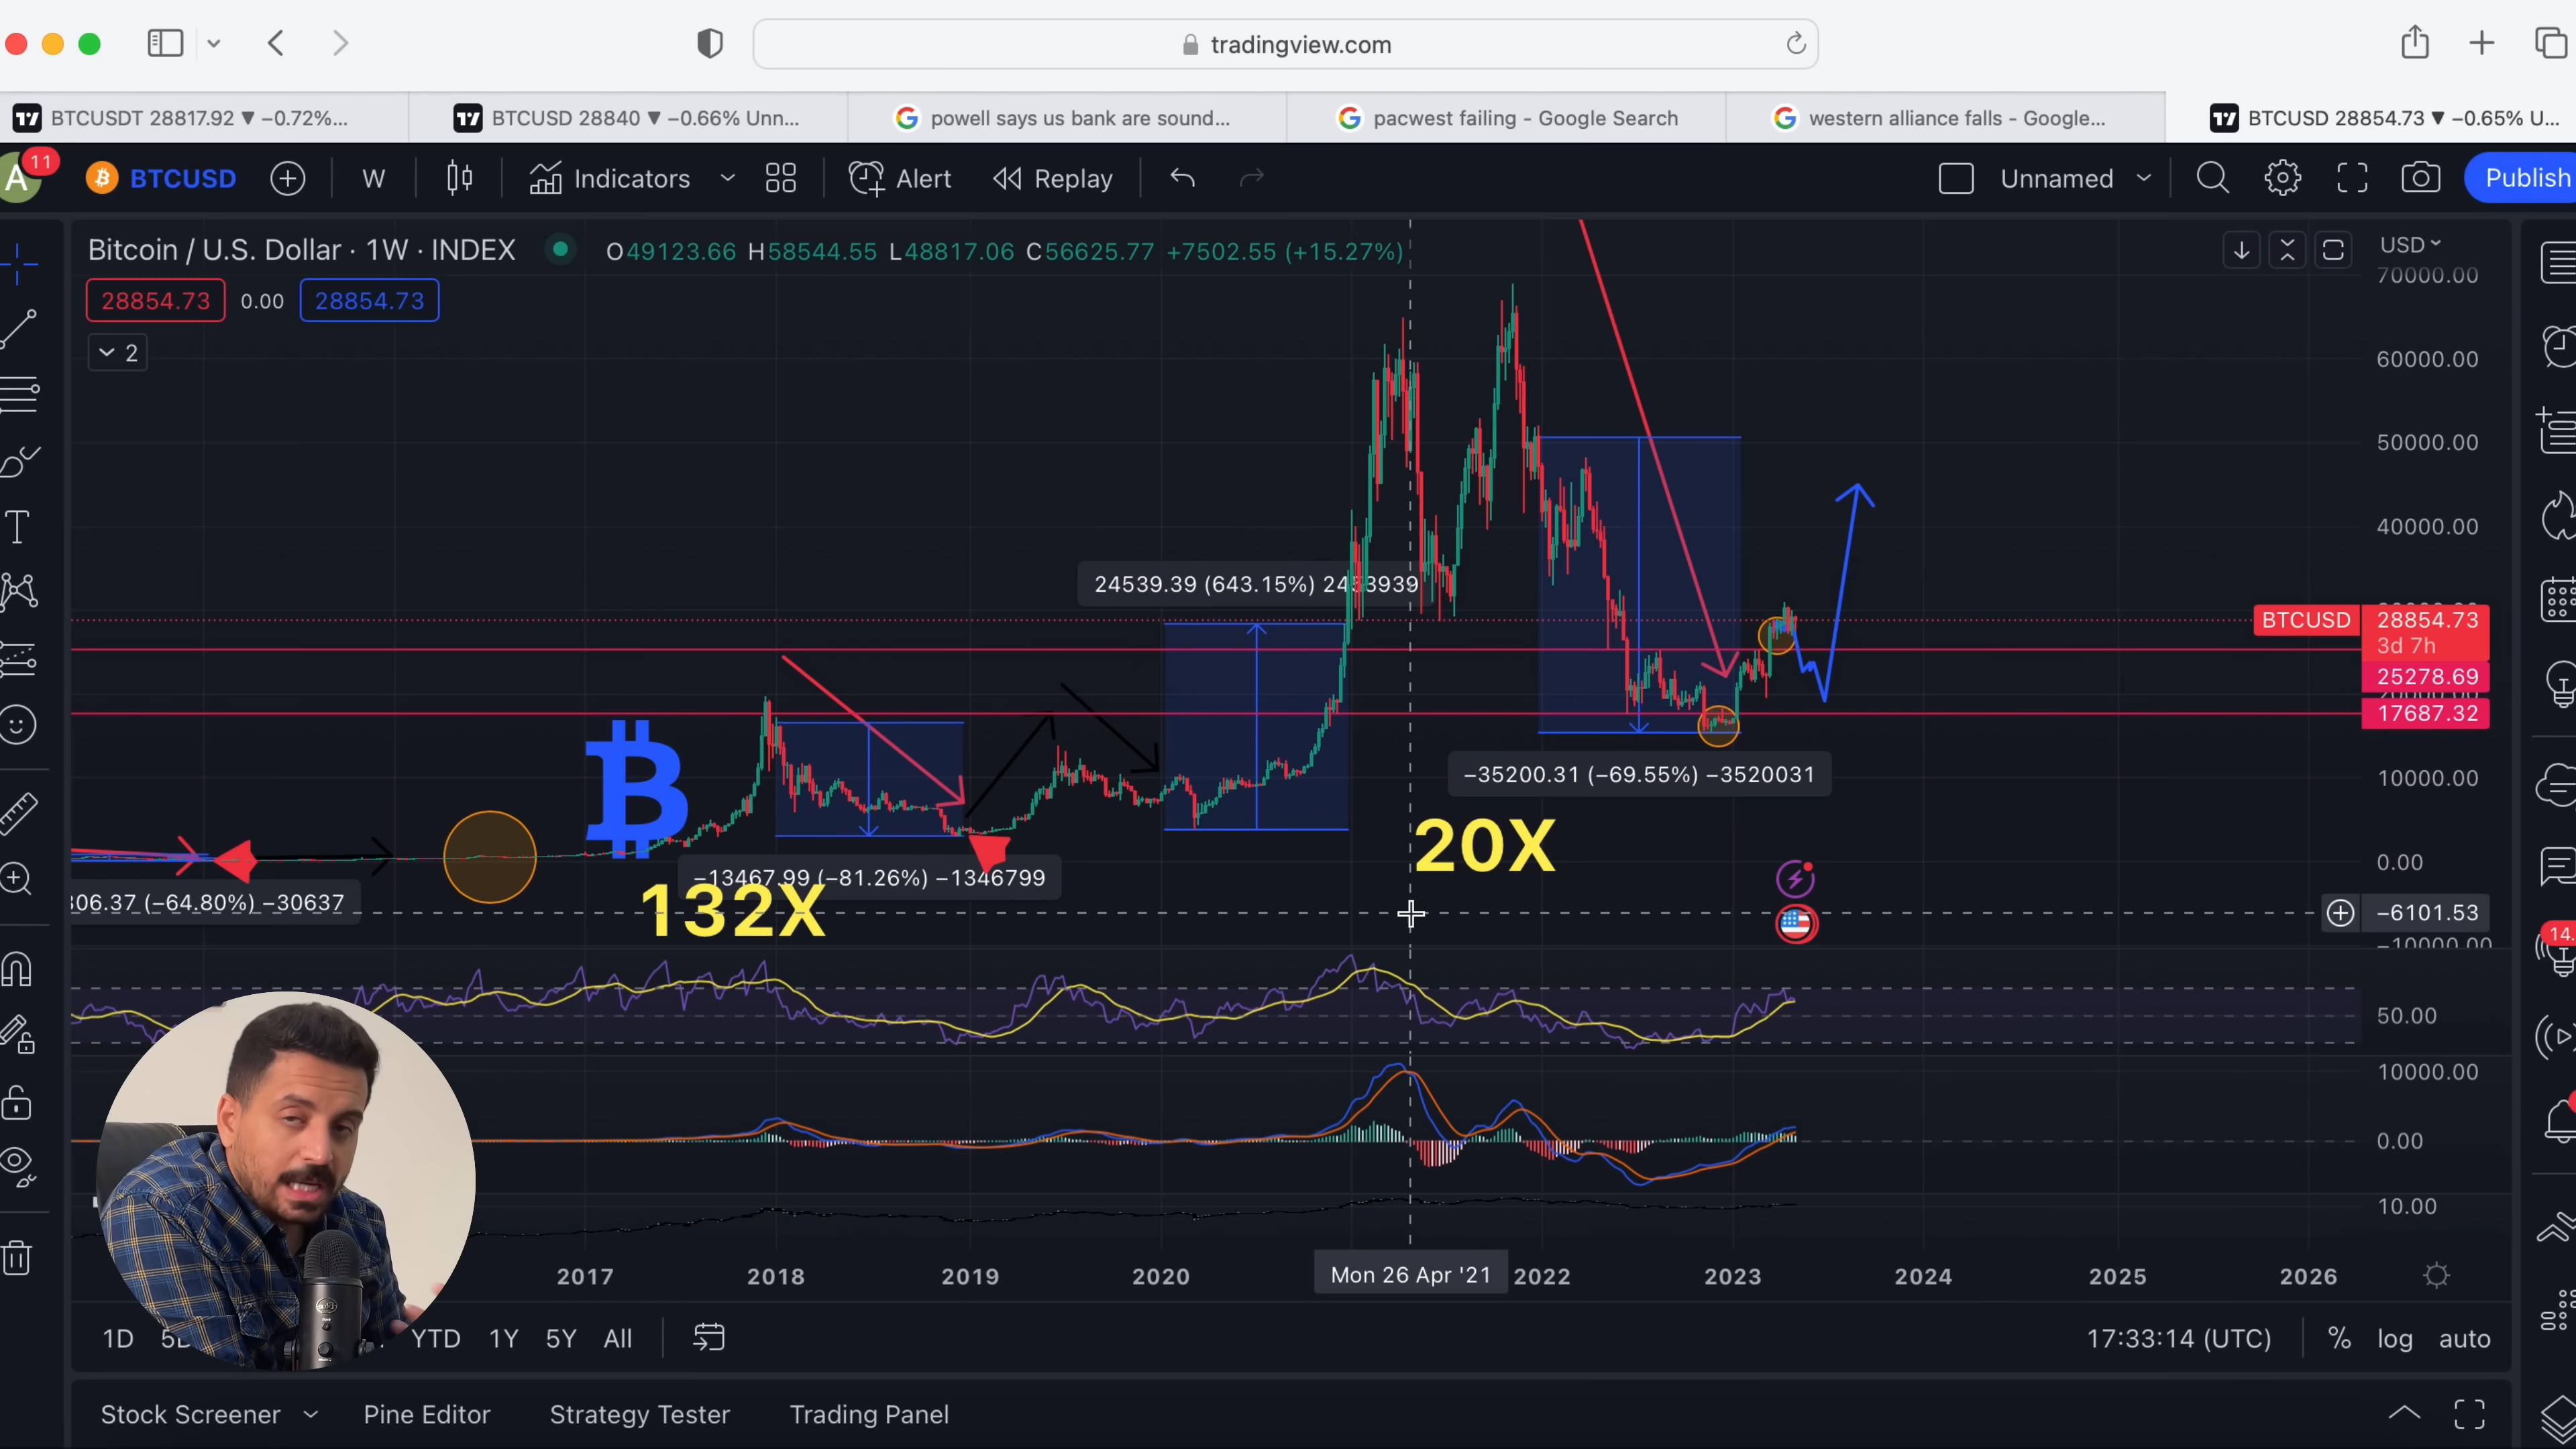 tradingview.com
BTCUSDT 28817.92 ▼ −0.72%...
BTCUSD 28840 ▼ −0.66% Unn...
powell says us bank are sound...
pacwest failing - Google Search
western alliance falls - Google...
BTCUSD 28854.73 ▼ −0.65% U...
A 11 BTCUSD W Indicators Alert Replay Unnamed Publish
Bitcoin / U.S. Dollar · 1W · INDEX O49123.66 H58544.55 L48817.06 C56625.77 +7502.55 (+15.27%) USD
28854.73 0.00 28854.73
2
70000.00
60000.00
50000.00
40000.00
24539.39 (643.15%) 2453939
BTCUSD 28854.73
3d 7h
25278.69
17687.32
−35200.31 (−69.55%) −3520031
10000.00
20X
0.00
−13467.99 (−81.26%) −1346799
306.37 (−64.80%) −30637
132X
−6101.53
−10000.00
14.
50.00
10000.00
0.00
10.00
2017 2018 2019 2020 Mon 26 Apr '21 2022 2023 2024 2025 2026
1D YTD 1Y 5Y All 17:33:14 (UTC) % log auto
Stock Screener Pine Editor Strategy Tester Trading Panel